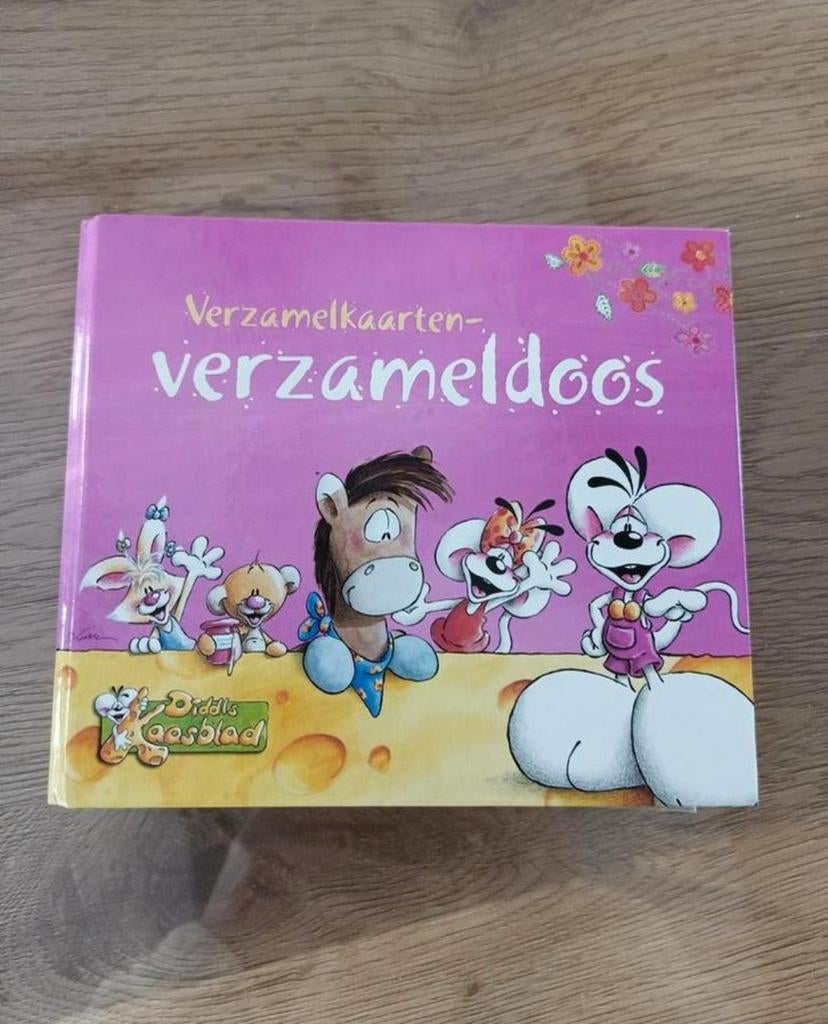 Verzamelkaarten-
verzameldoos
Diddls
Kaasblad